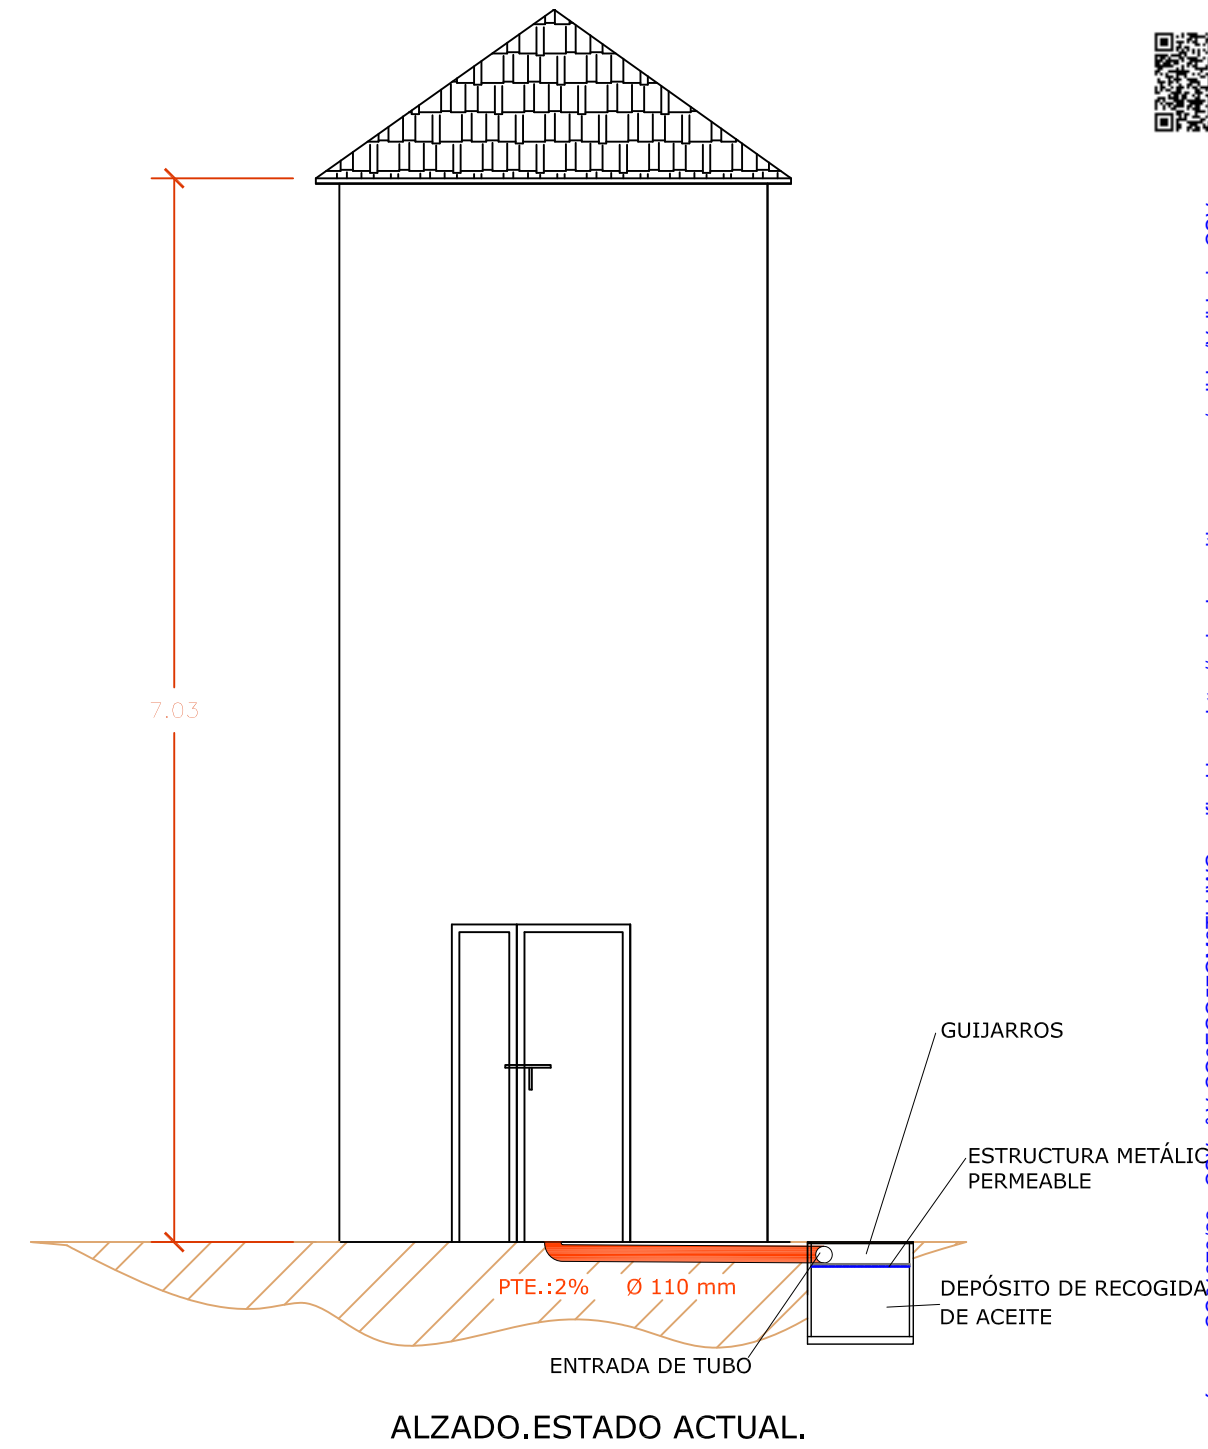 7.03
GUIJARROS
ESTRUCTURA METÁLIC
PERMEABLE
DEPÓSITO DE RECOGIDA
DE ACEITE
PTE.:2% Ø 110 mm
ENTRADA DE TUBO
ALZADO.ESTADO ACTUAL.